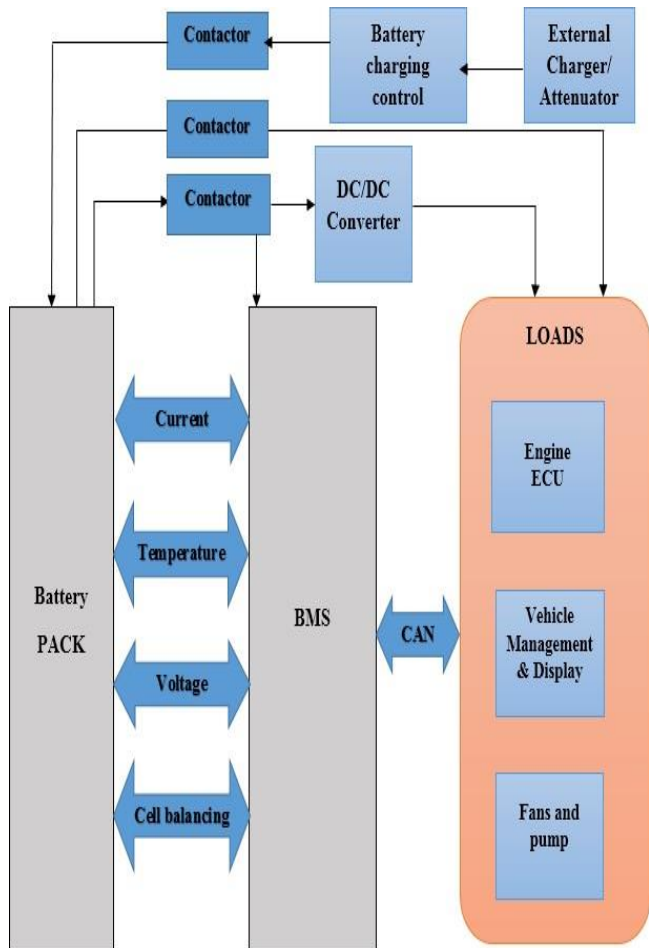 Contactor
Battery
charging
control
External
Charger/
Attenuator
Contactor
Contactor
DC/DC
Converter
LOADS
Current
Engine
ECU
Temperature
Battery
PACK
BMS
CAN
Vehicle
Management
& Display
Voltage
Cell balancing
Fans and
pump